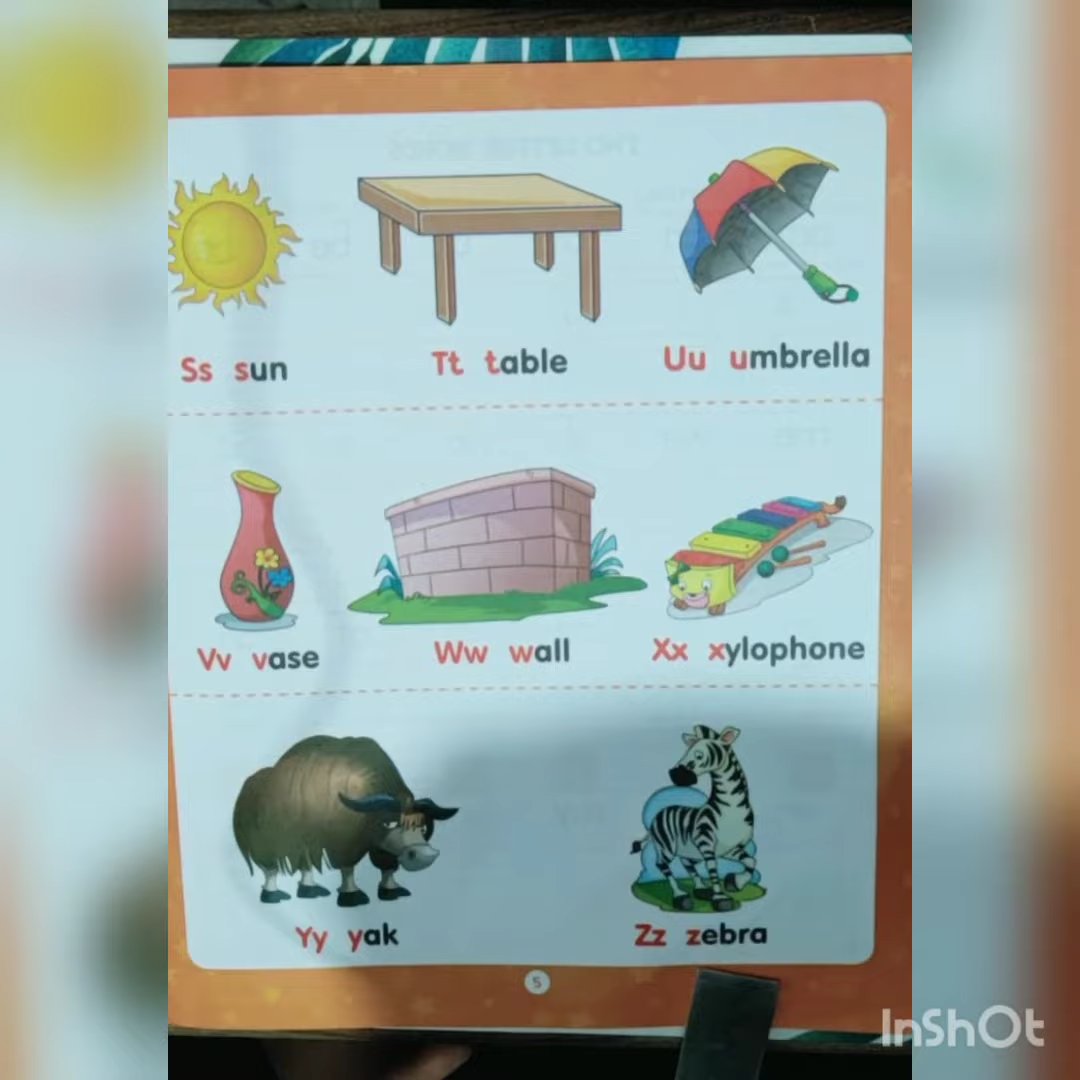 Ss sun
Tt table
Uu umbrella
Vv vase
Ww wall
Xx xylophone
Yy yak
Zz zebra
5
InShOt